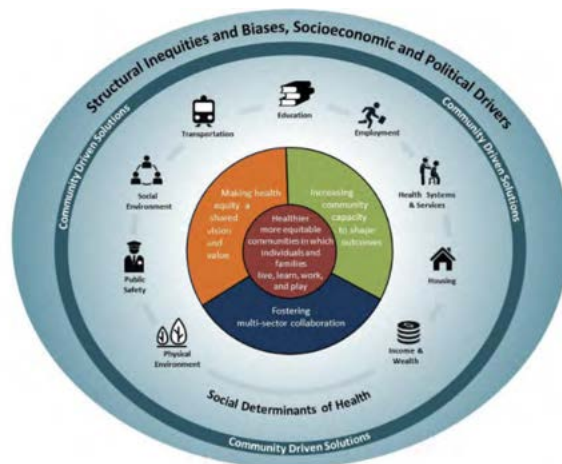 Structural Inequities and Biases, Socioeconomic and Political Drivers
Community Driven Solutions
Community Driven Solutions
Education
Transportation
Employment
Social
Environment
Health Systems
& Services
Public
Safety
Housing
Physical
Environment
Income &
Wealth
Making health
equity a
shared
vision
and
value
Increasing
community
capacity
to shape
outcomes
Healthier
more equitable
communities in which
individuals and
families
live, learn, work,
and play
Fostering
multi-sector collaboration
Social Determinants of Health
Community Driven Solutions